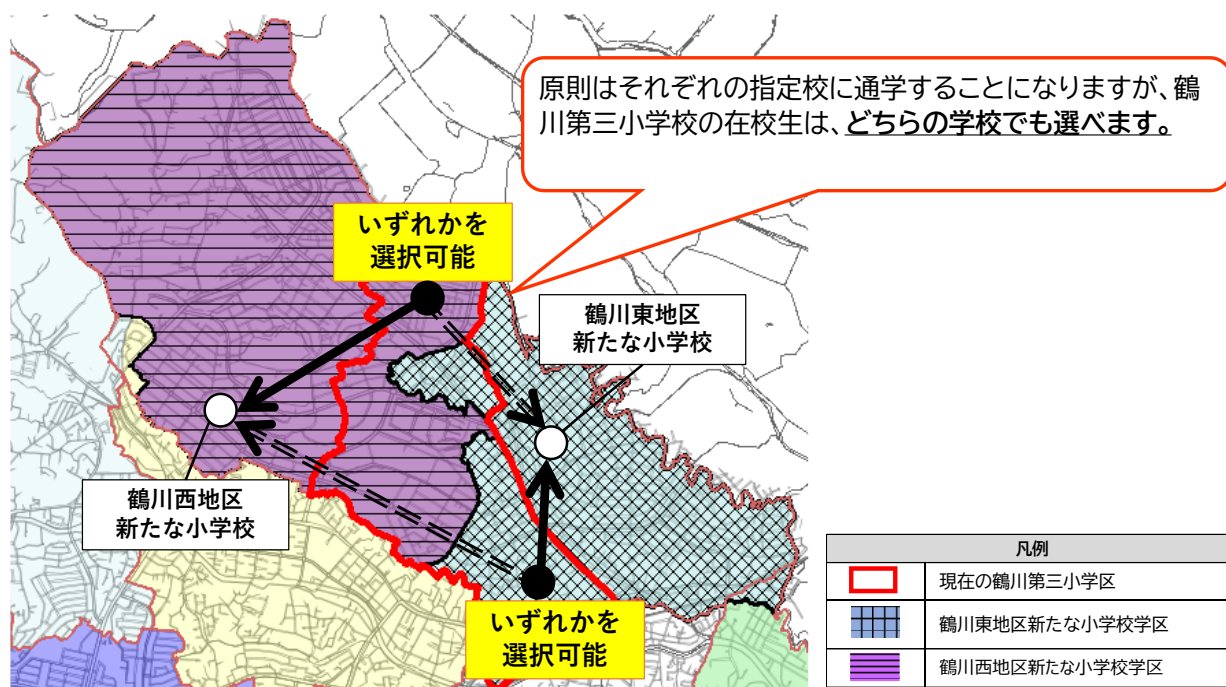 原則はそれぞれの指定校に通学することになりますが、鶴
川第三小学校の在校生は、どちらの学校でも選べます。
いずれかを
選択可能
鶴川東地区
新たな小学校
鶴川西地区
新たな小学校
いずれかを
選択可能
凡例
現在の鶴川第三小学区
鶴川東地区新たな小学校学区
鶴川西地区新たな小学校学区